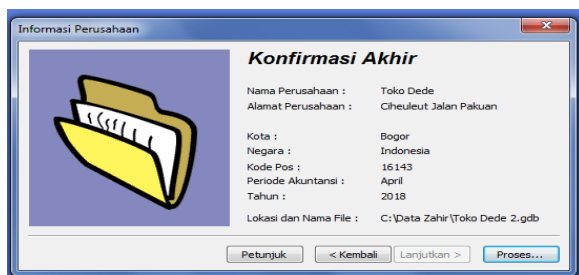 Informasi Perusahaan
Konfirmasi Akhir
Nama Perusahaan : Toko Dede
Alamat Perusahaan : Ciheuleut Jalan Pakuan
Kota : Bogor
Negara : Indonesia
Kode Pos : 16143
Periode Akuntansi : April
Tahun : 2018
Lokasi dan Nama File : C:\Data Zahir\Toko Dede 2.gdb
Petunjuk < Kembali Lanjutkan > Proses...